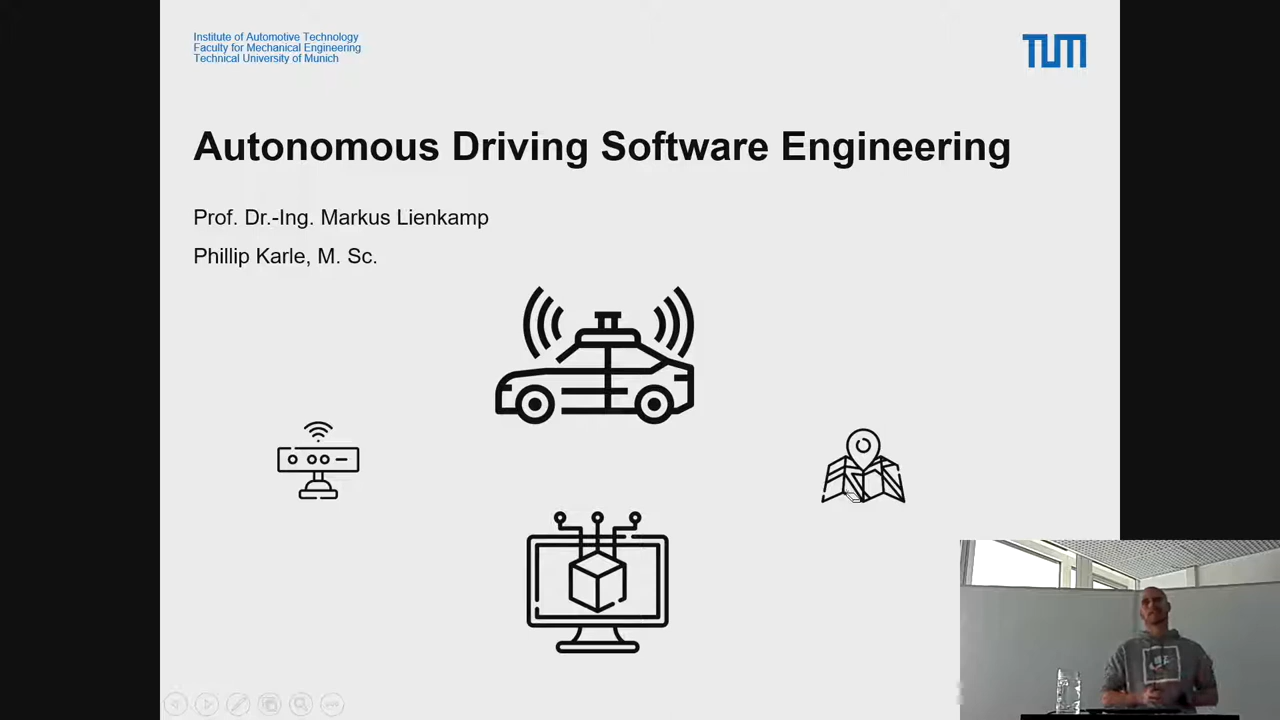 Institute of Automotive Technology
Faculty for Mechanical Engineering
Technical University of Munich
TUM
Autonomous Driving Software Engineering
Prof. Dr.-Ing. Markus Lienkamp
Phillip Karle, M. Sc.